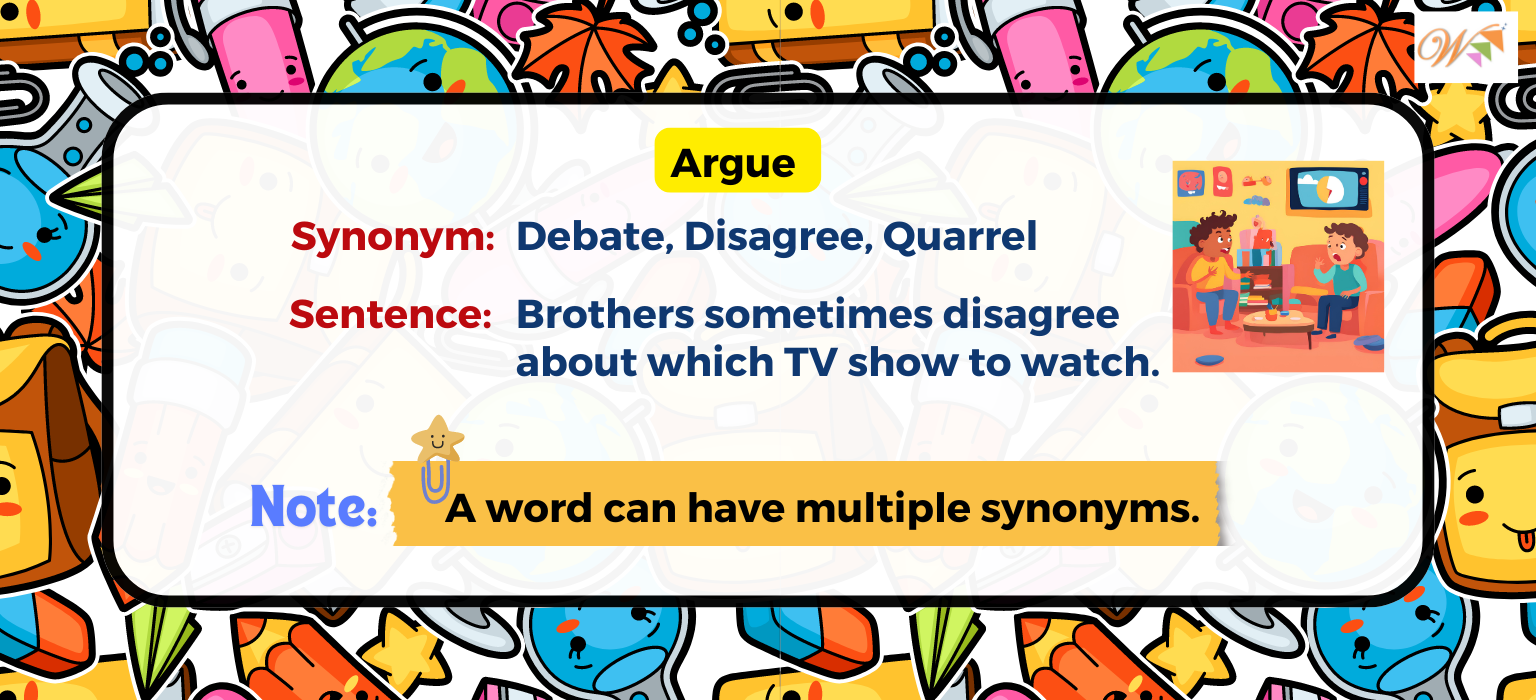 W
Argue
Synonym: Debate, Disagree, Quarrel
Sentence: Brothers sometimes disagree
about which TV show to watch.
Note: A word can have multiple synonyms.